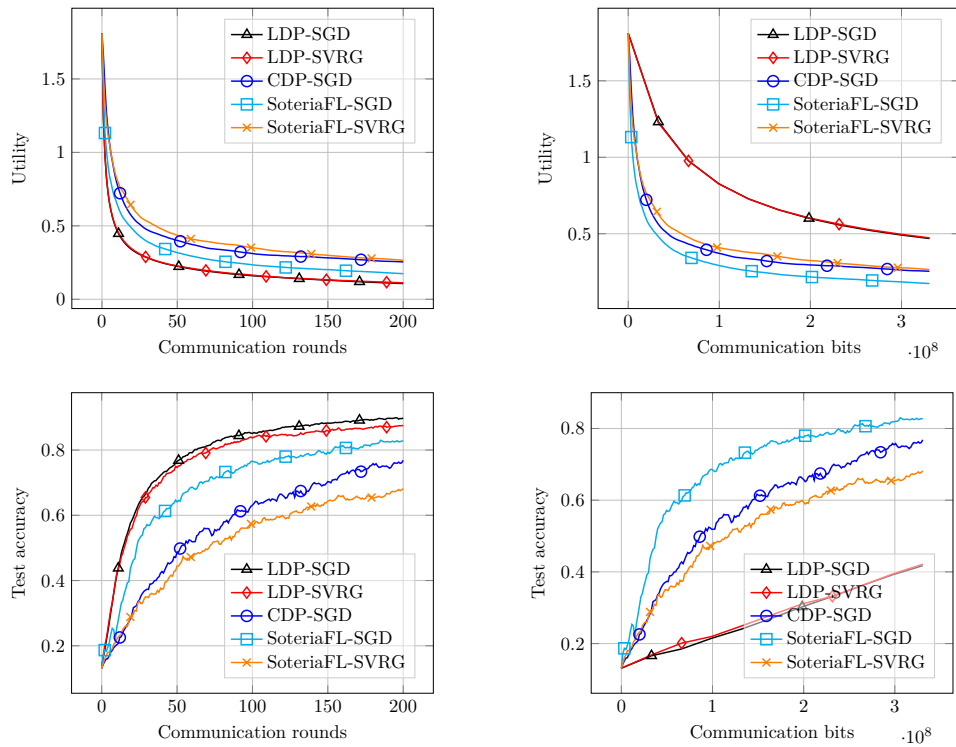 LDP-SGD
LDP-SVRG
CDP-SGD
SoteriaFL-SGD
SoteriaFL-SVRG
1.5
1
0.5
0
Utility
0 50 100 150 200
Communication rounds
LDP-SGD
LDP-SVRG
CDP-SGD
SoteriaFL-SGD
SoteriaFL-SVRG
1.5
1
0.5
Utility
0 1 2 3
·10^8
Communication bits
0.8
0.6
0.4
0.2
Test accuracy
LDP-SGD
LDP-SVRG
CDP-SGD
SoteriaFL-SGD
SoteriaFL-SVRG
0 50 100 150 200
Communication rounds
0.8
0.6
0.4
0.2
Test accuracy
LDP-SGD
LDP-SVRG
CDP-SGD
SoteriaFL-SGD
SoteriaFL-SVRG
0 1 2 3
·10^8
Communication bits